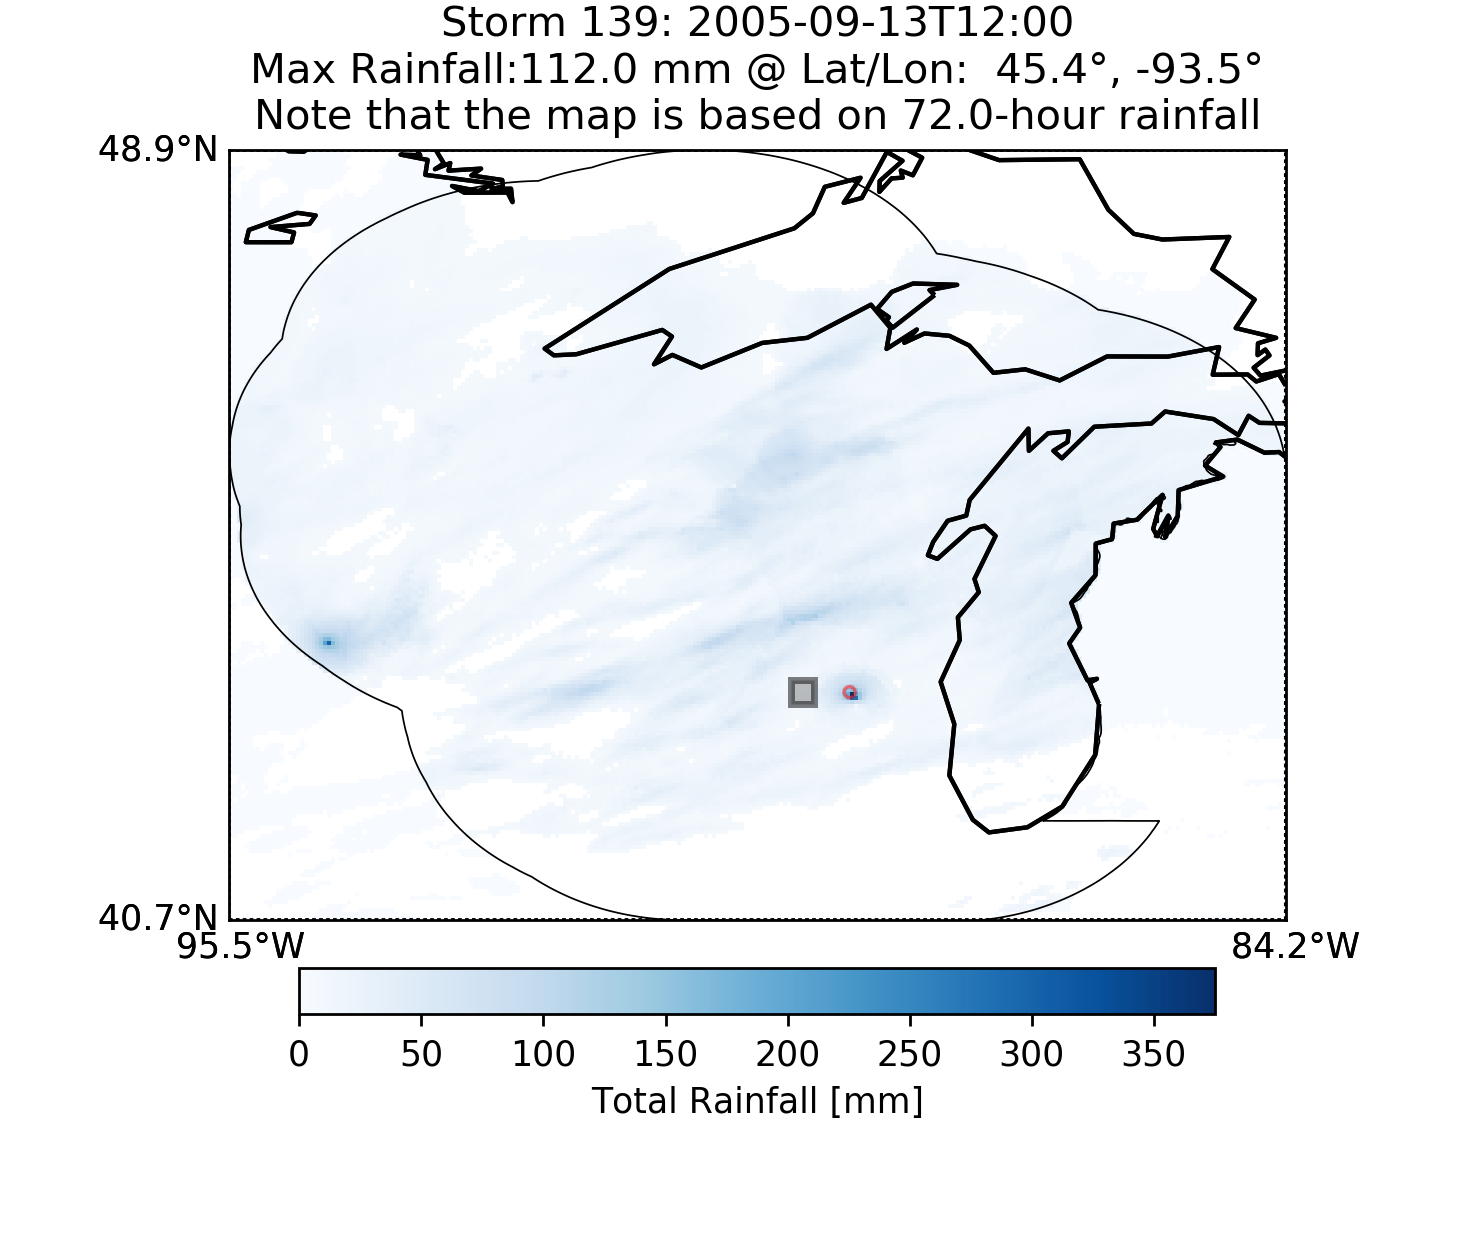 Storm 139: 2005-09-13T12:00
Max Rainfall:112.0 mm @ Lat/Lon:  45.4°, -93.5°
Note that the map is based on 72.0-hour rainfall
48.9°N
40.7°N
95.5°W 84.2°W
0 50 100 150 200 250 300 350
Total Rainfall [mm]